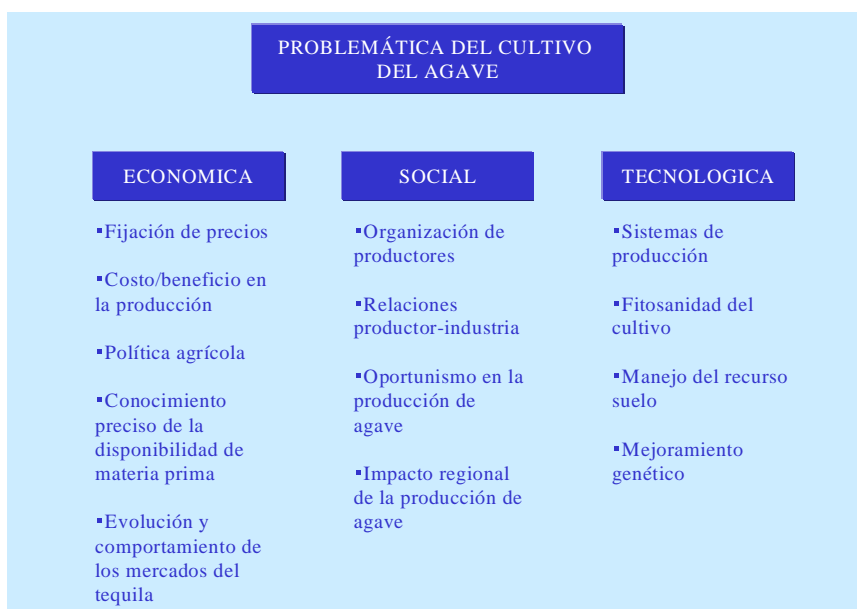 PROBLEMÁTICA DEL CULTIVO
DEL AGAVE
ECONOMICA
▪Fijación de precios
▪Costo/beneficio en
la producción
▪Política agrícola
▪Conocimiento
preciso de la
disponibilidad de
materia prima
▪Evolución y
comportamiento de
los mercados del
tequila
SOCIAL
▪Organización de
productores
▪Relaciones
productor-industria
▪Oportunismo en la
producción de
agave
▪Impacto regional
de la producción de
agave
TECNOLOGICA
▪Sistemas de
producción
▪Fitosanidad del
cultivo
▪Manejo del recurso
suelo
▪Mejoramiento
genético